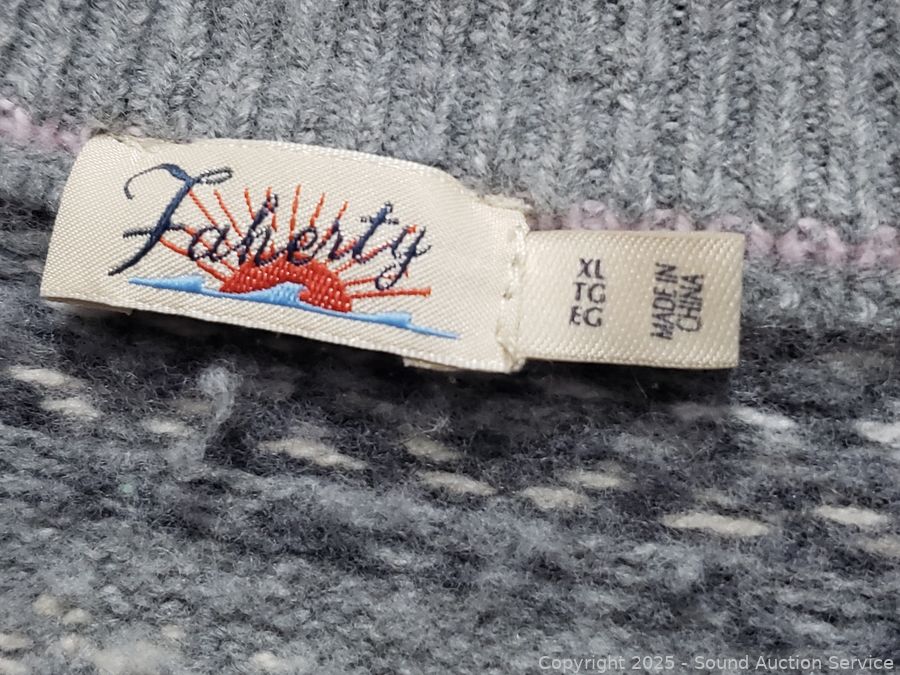 Faherty
XL
TG
EG
MADE IN
CHINA
Copyright 2025 - Sound Auction Service